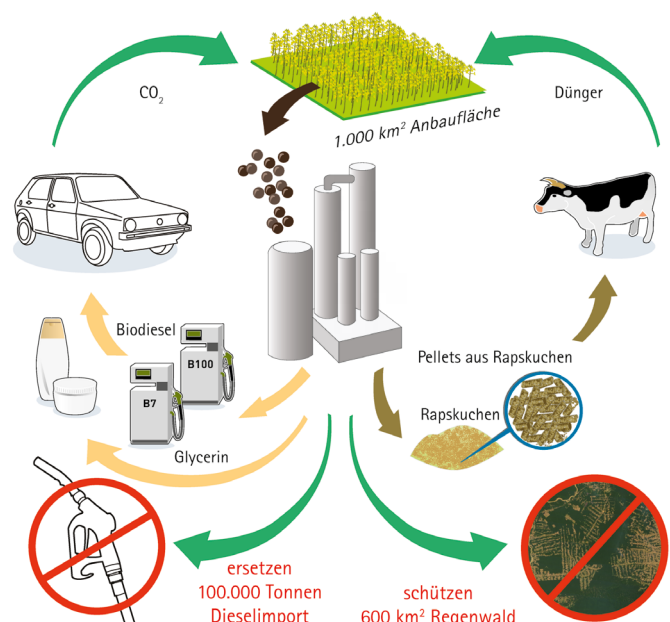 CO₂
Dünger
1.000 km² Anbaufläche
Biodiesel
B100
B7
Pellets aus Rapskuchen
Rapskuchen
Glycerin
ersetzen
100.000 Tonnen
Dieselimport
schützen
600 km² Regenwald